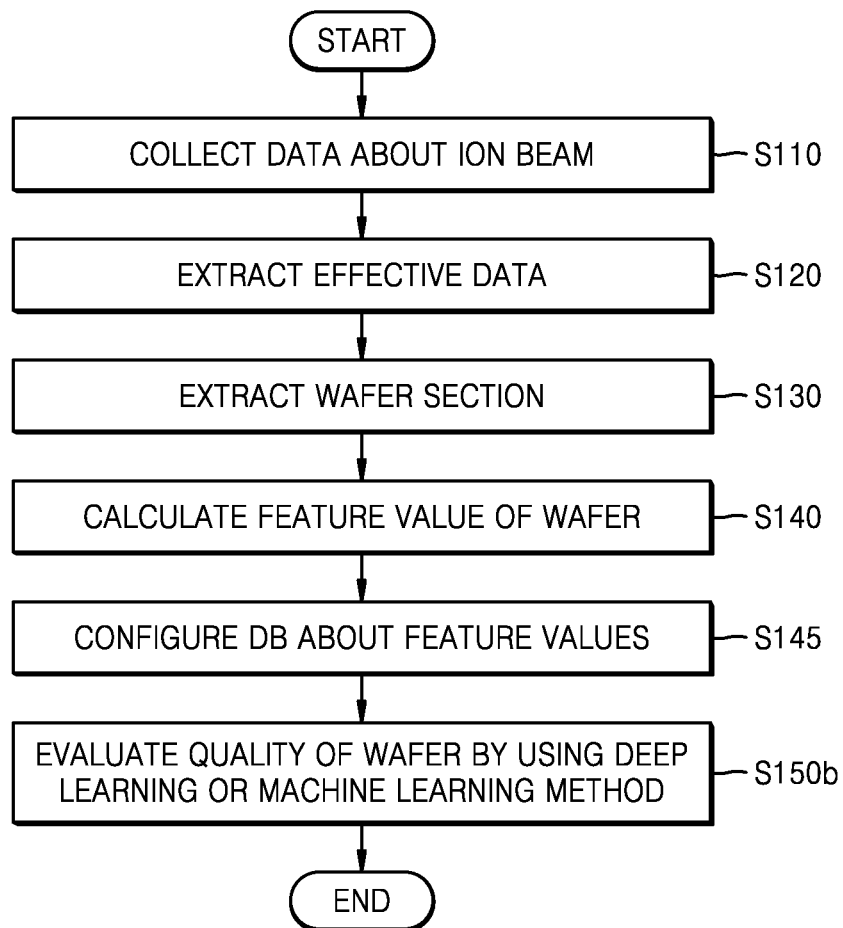 START
COLLECT DATA ABOUT ION BEAM
S110
EXTRACT EFFECTIVE DATA
S120
EXTRACT WAFER SECTION
S130
CALCULATE FEATURE VALUE OF WAFER
S140
CONFIGURE DB ABOUT FEATURE VALUES
S145
EVALUATE QUALITY OF WAFER BY USING DEEP
LEARNING OR MACHINE LEARNING METHOD
S150b
END